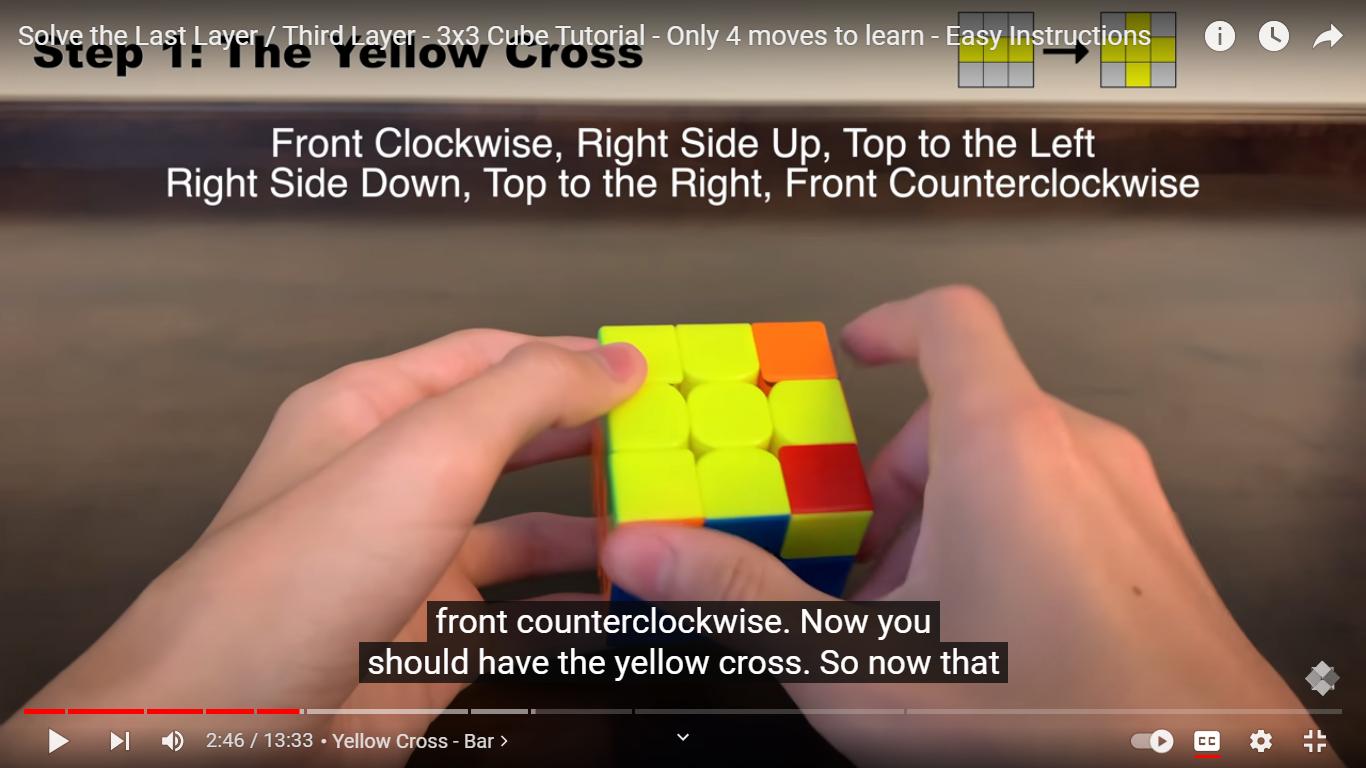 Solve the Last Layer / Third Layer - 3x3 Cube Tutorial - Only 4 moves to learn - Easy Instructions
Step 1: The Yellow Cross
Front Clockwise, Right Side Up, Top to the Left
Right Side Down, Top to the Right, Front Counterclockwise
front counterclockwise. Now you
should have the yellow cross. So now that
2:46 / 13:33 • Yellow Cross - Bar
CC